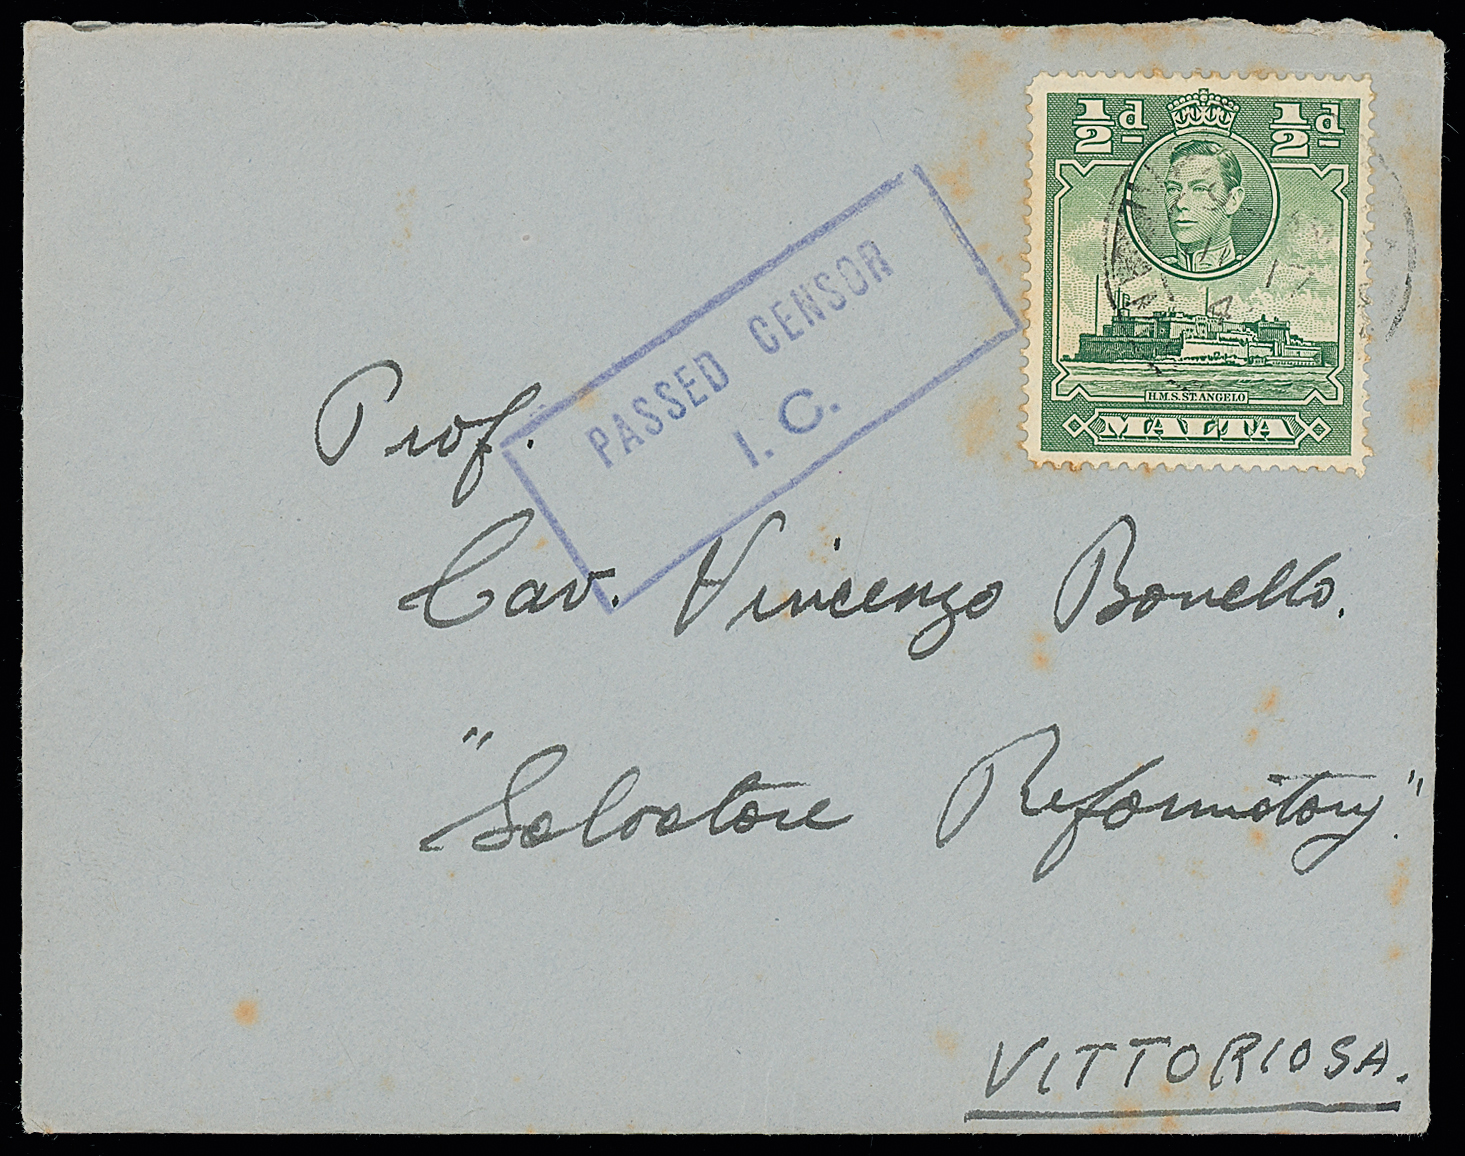 ½d ½d
H.M.S. ST. ANGELO
MALTA
PASSED CENSOR
I. C.
Prof.
Cav. Vincenzo Bonello.
"Salvatore Reformatory".
VITTORIOSA.